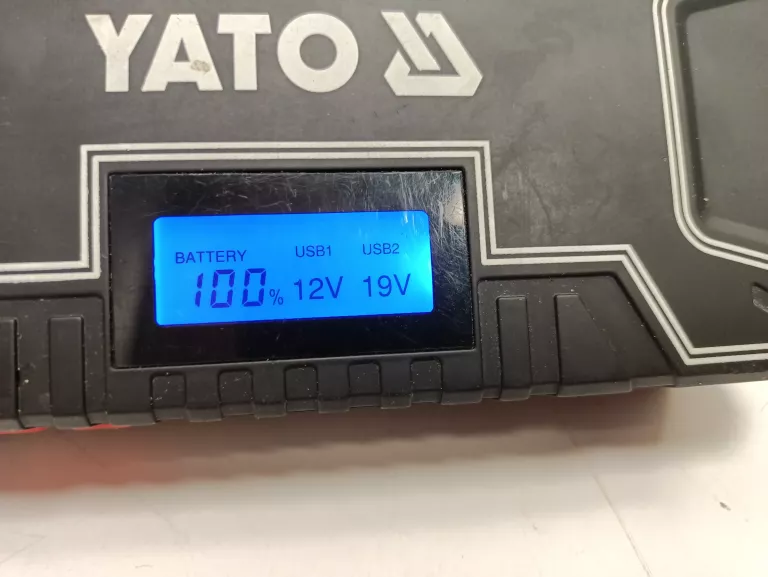 YATO
BATTERY USB1 USB2
100% 12V 19V